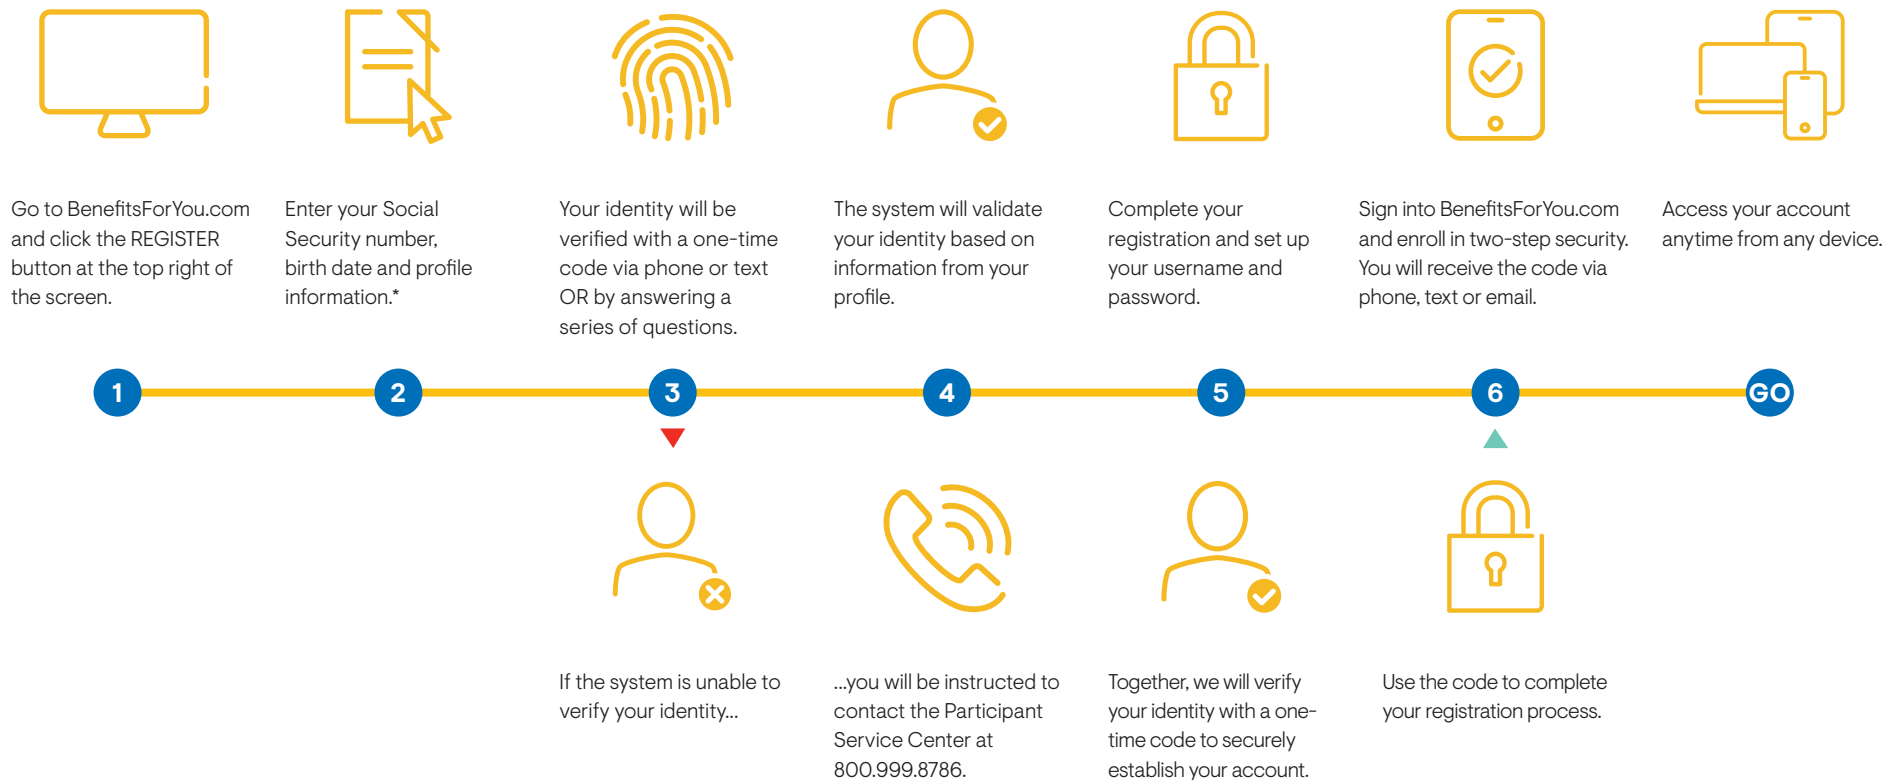 Go to BenefitsForYou.com
and click the REGISTER
button at the top right of
the screen.
Enter your Social
Security number,
birth date and profile
information.*
Your identity will be
verified with a one-time
code via phone or text
OR by answering a
series of questions.
The system will validate
your identity based on
information from your
profile.
Complete your
registration and set up
your username and
password.
Sign into BenefitsForYou.com
and enroll in two-step security.
You will receive the code via
phone, text or email.
Access your account
anytime from any device.
1
2
3
4
5
6
GO
If the system is unable to
verify your identity...
...you will be instructed to
contact the Participant
Service Center at
800.999.8786.
Together, we will verify
your identity with a one-
time code to securely
establish your account.
Use the code to complete
your registration process.